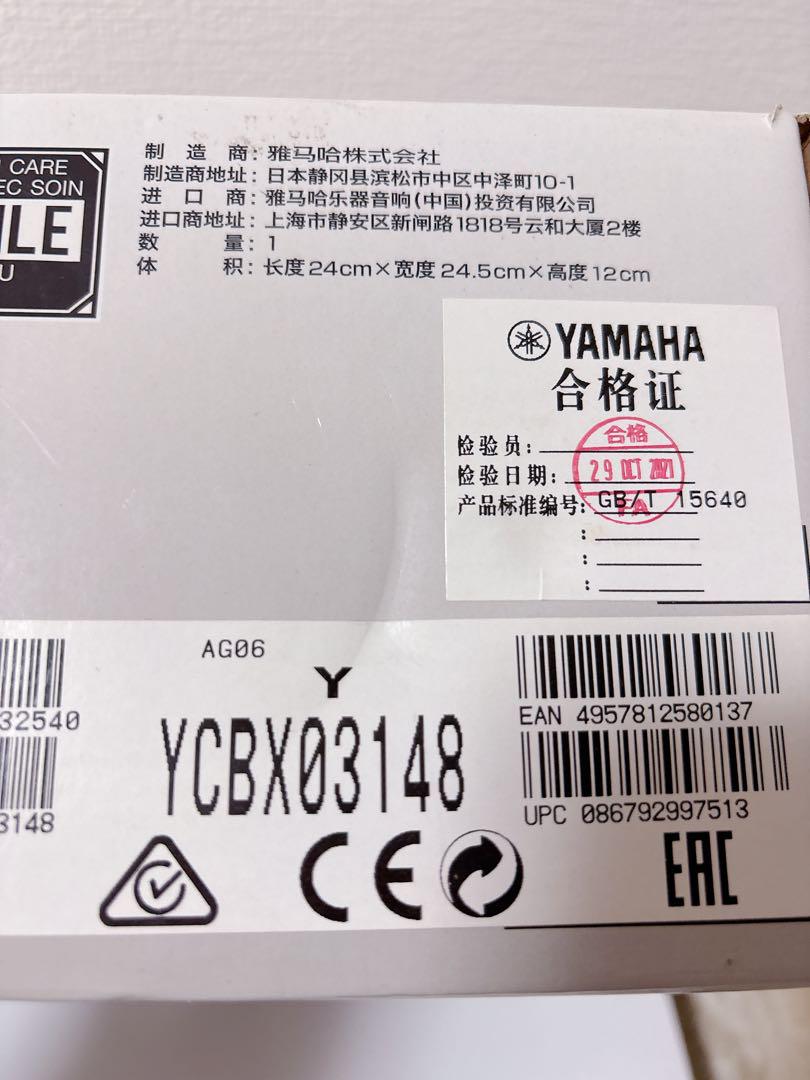 CARE
EC SOIN
ILE
U
制 造 商: 雅马哈株式会社
制造商地址: 日本静冈县滨松市中区中泽町10-1
进 口 商: 雅马哈乐器音响(中国)投资有限公司
进口商地址: 上海市静安区新闸路1818号云和大厦2楼
数 量: 1
体 积: 长度24cm×宽度24.5cm×高度12cm
YAMAHA
合格证
检验员:
合格
检验日期: 29 OCT 2021
产品标准编号: GB/T 15640
FA
:
:
:
AG06
Y
32540
YCBX03148
3148
EAN 4957812580137
UPC 086792997513
CE
EAC